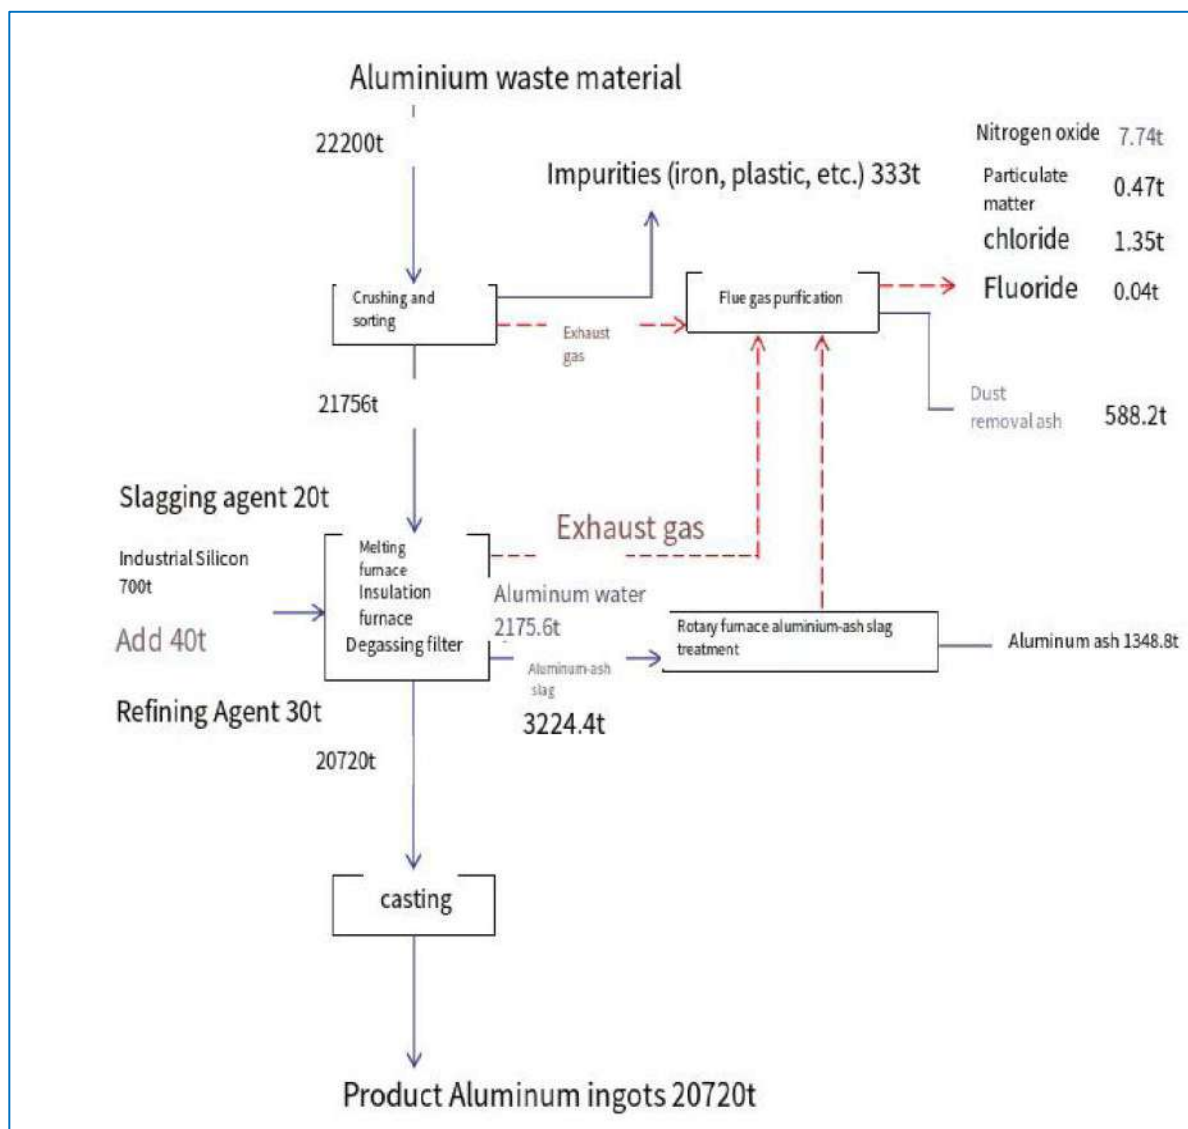 Aluminium waste material
22200t
Impurities (iron, plastic, etc.) 333t
Nitrogen oxide 7.74t
Particulate
matter 0.47t
chloride 1.35t
Fluoride 0.04t
Crushing and
sorting
Flue gas purification
Exhaust
gas
21756t
Dust
removal ash 588.2t
Slagging agent 20t
Industrial Silicon
700t
Add 40t
Refining Agent 30t
Melting
furnace
Insulation
furnace
Degassing filter
Exhaust gas
Aluminum water
2175.6t
Aluminum-ash
slag
3224.4t
Rotary furnace aluminium-ash slag
treatment
Aluminum ash 1348.8t
20720t
casting
Product Aluminum ingots 20720t